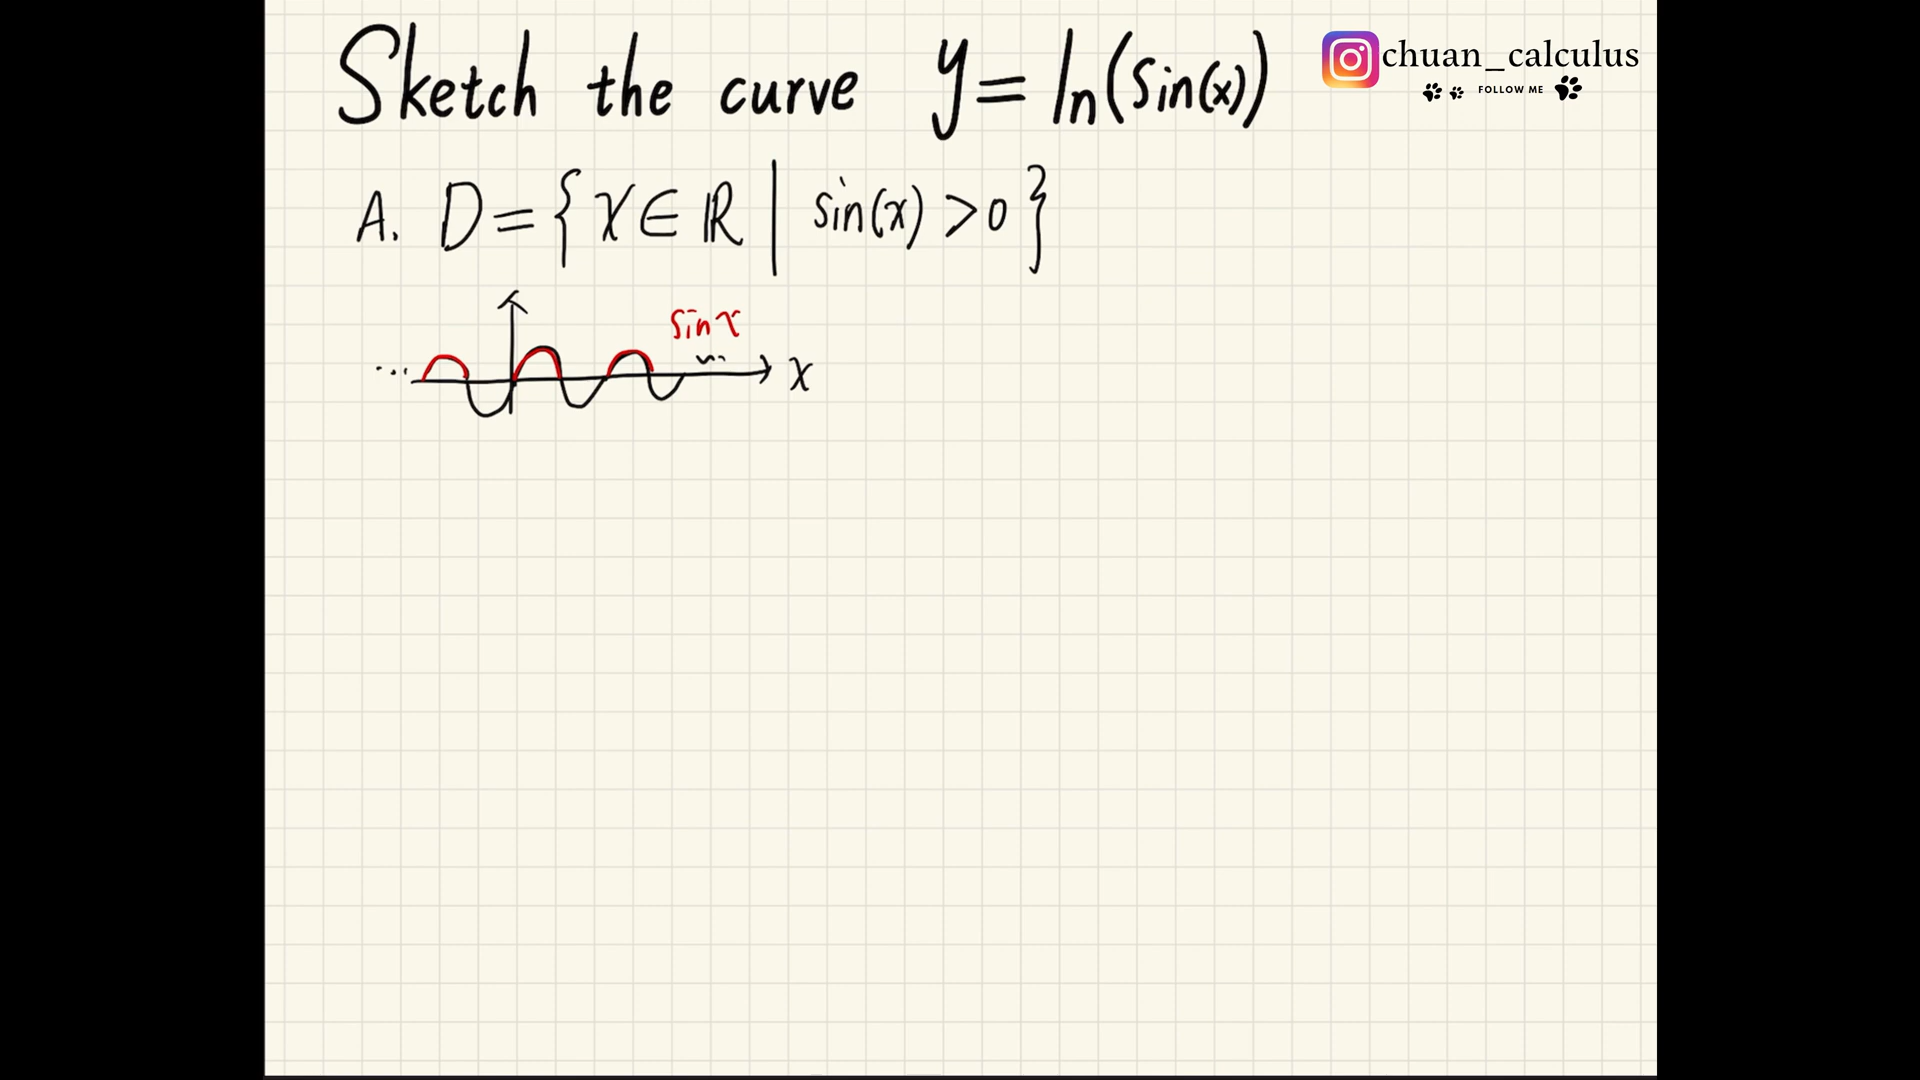 Sketch the curve y = ln(sin(x))
chuan_calculus
FOLLOW ME
A. D = {x ∈ ℝ | sin(x) > 0}
sin x
... x